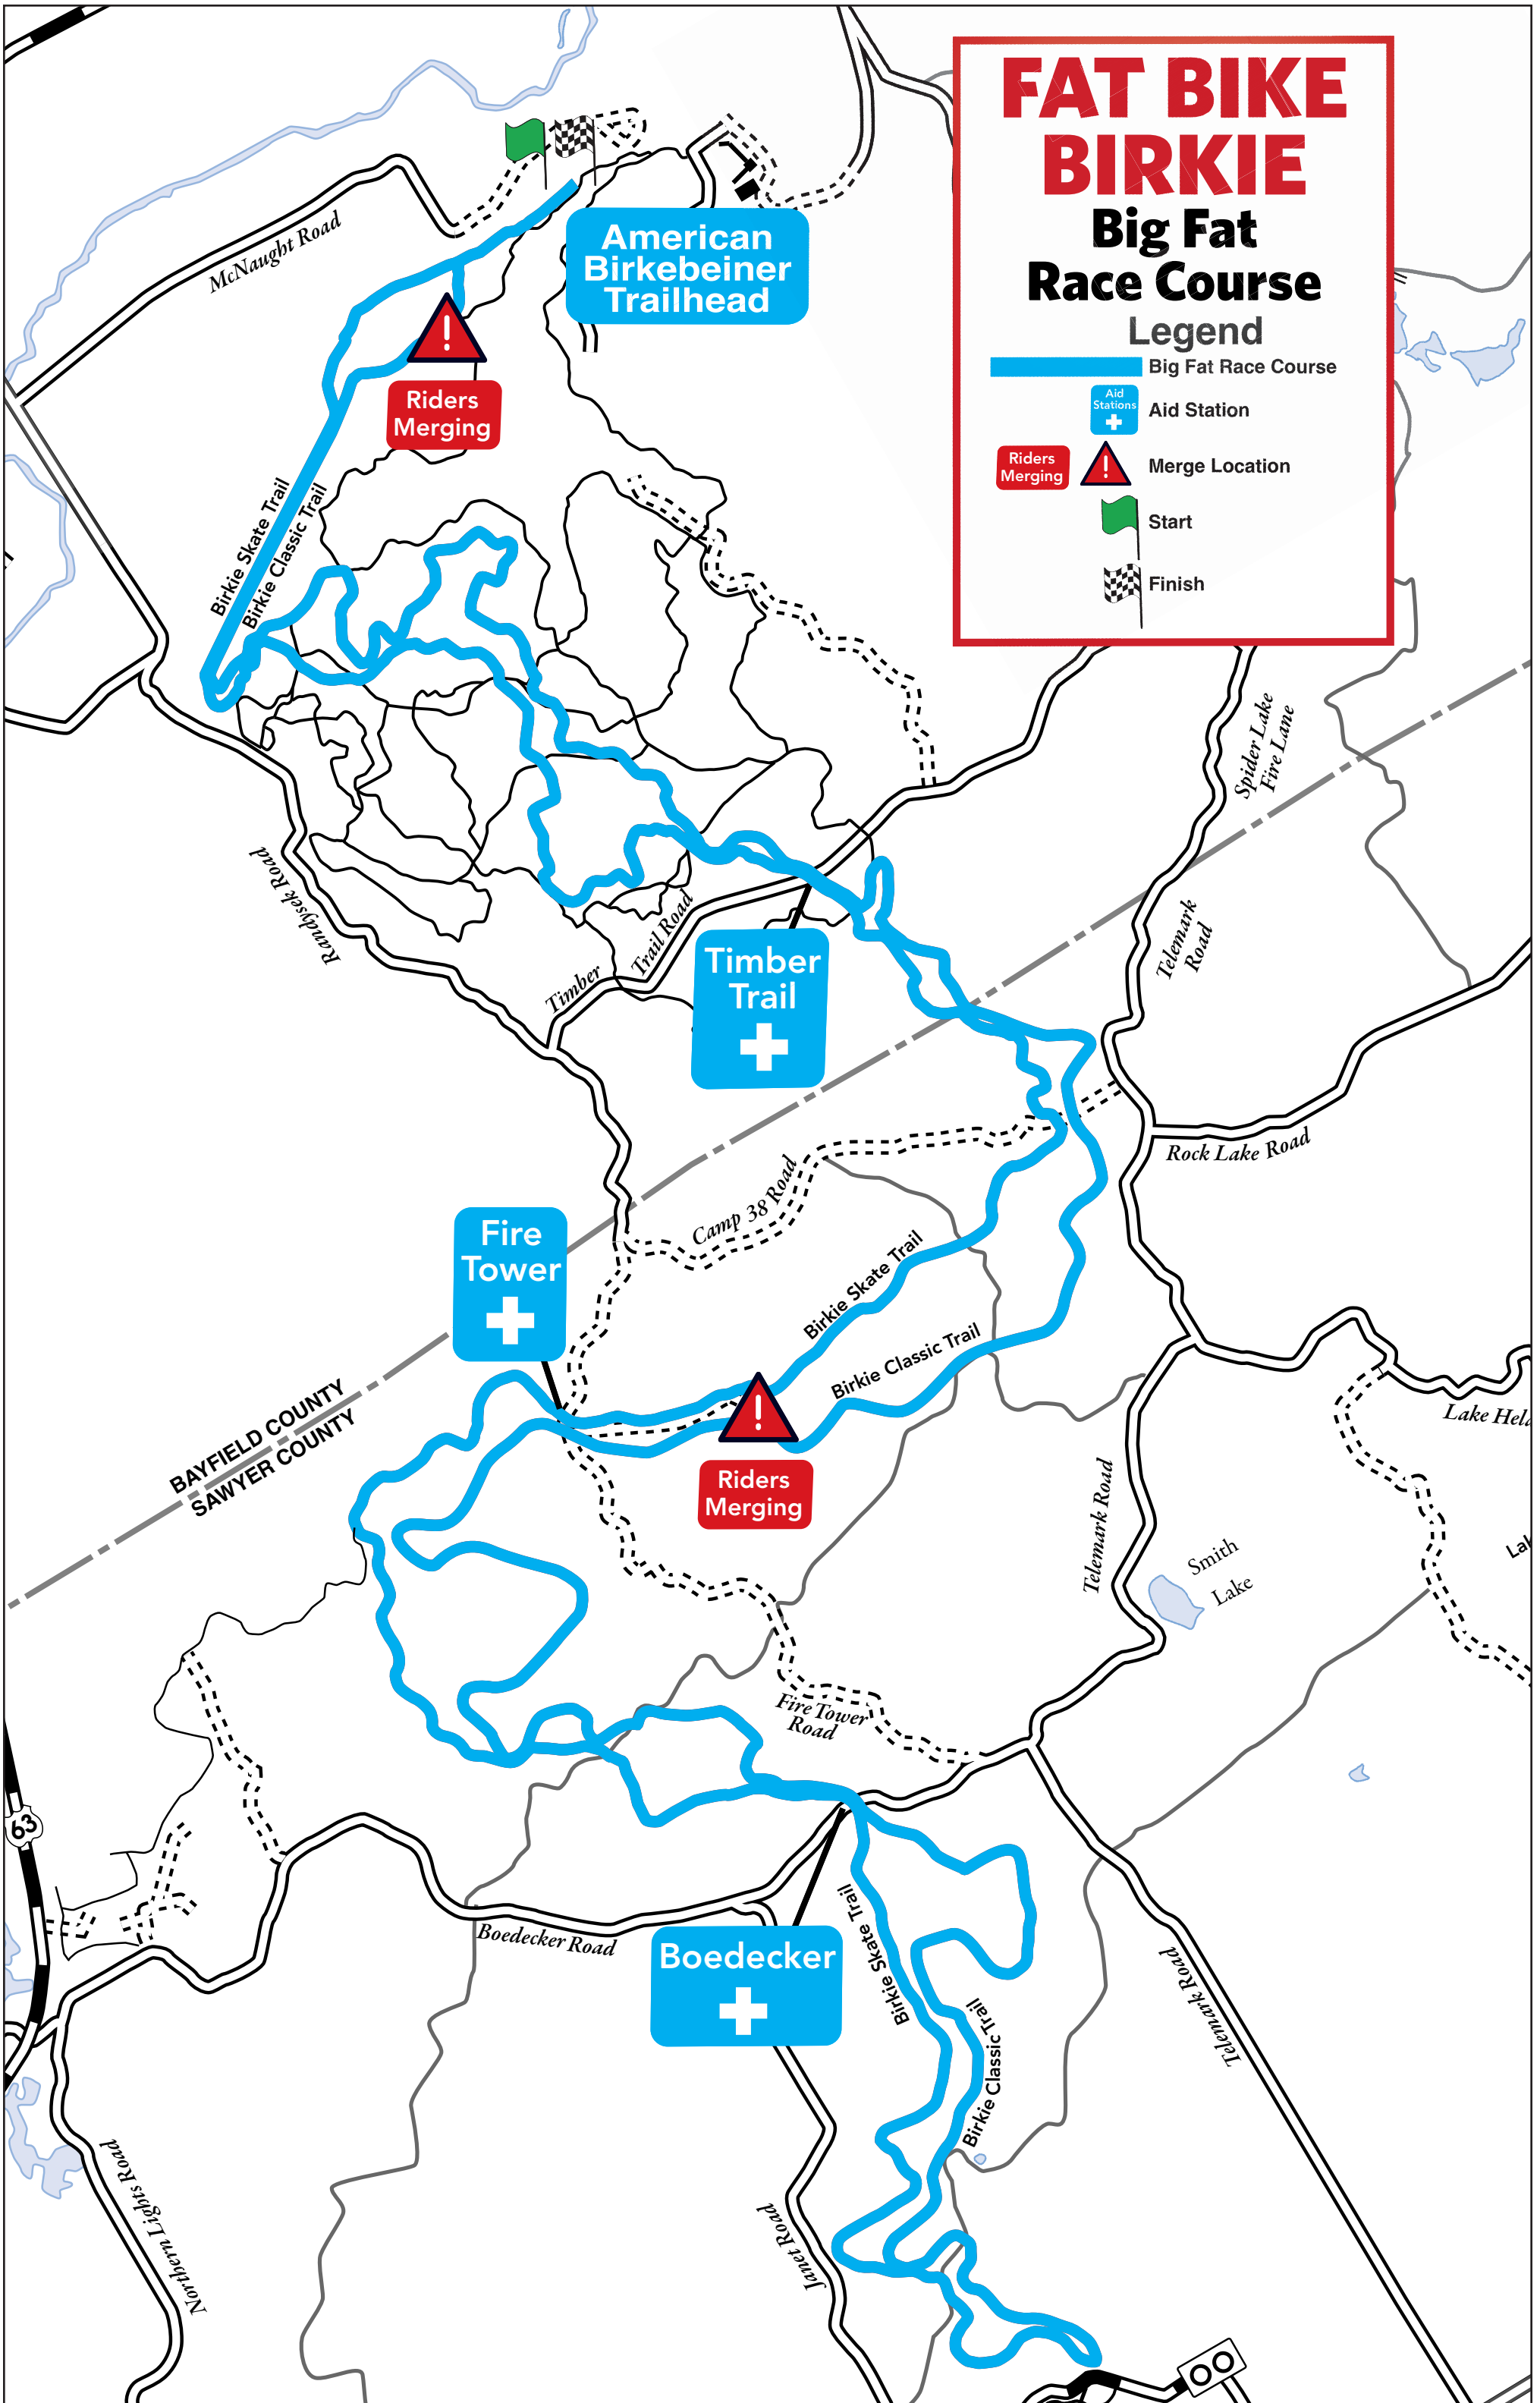 FAT BIKE
BIRKIE
Big Fat
Race Course
Legend
Big Fat Race Course
Aid
Stations
Aid Station
Riders
Merging
!
Merge Location
Start
Finish
American
Birkebeiner
Trailhead
McNaught Road
!
Riders
Merging
Birkie Skate Trail
Birkie Classic Trail
Spider Lake
Fire Lane
Randysek Road
Timber
Trail Road
Telemark
Road
Timber
Trail
Rock Lake Road
Camp 38 Road
Fire
Tower
Birkie Skate Trail
Birkie Classic Trail
BAYFIELD COUNTY
SAWYER COUNTY
!
Riders
Merging
Lake Hel
Telemark Road
Smith
Lake
La
Fire Tower
Road
63
Boedecker Road
Boedecker
Birkie Skate Trail
Birkie Classic Trail
Telemark Road
Northern Lights Road
Janet Road